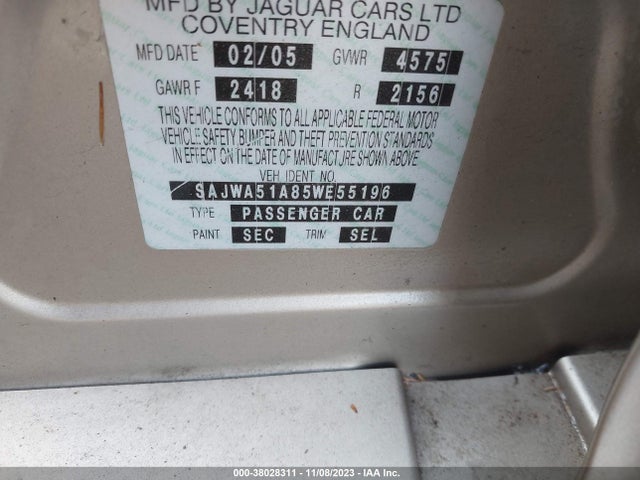 MFD BY JAGUAR CARS LTD
COVENTRY ENGLAND
MFD DATE 02/05 GVWR 4575
GAWR F 2418 R 2156
THIS VEHICLE CONFORMS TO ALL APPLICABLE FEDERAL MOTOR
VEHICLE SAFETY BUMPER AND THEFT PREVENTION STANDARDS
IN EFFECT ON THE DATE OF MANUFACTURE SHOWN ABOVE.
VEH IDENT NO.
SAJWA51A85WE55196
TYPE PASSENGER CAR
PAINT SEC TRIM SEL
000-38028311 - 11/08/2023 - IAA Inc.